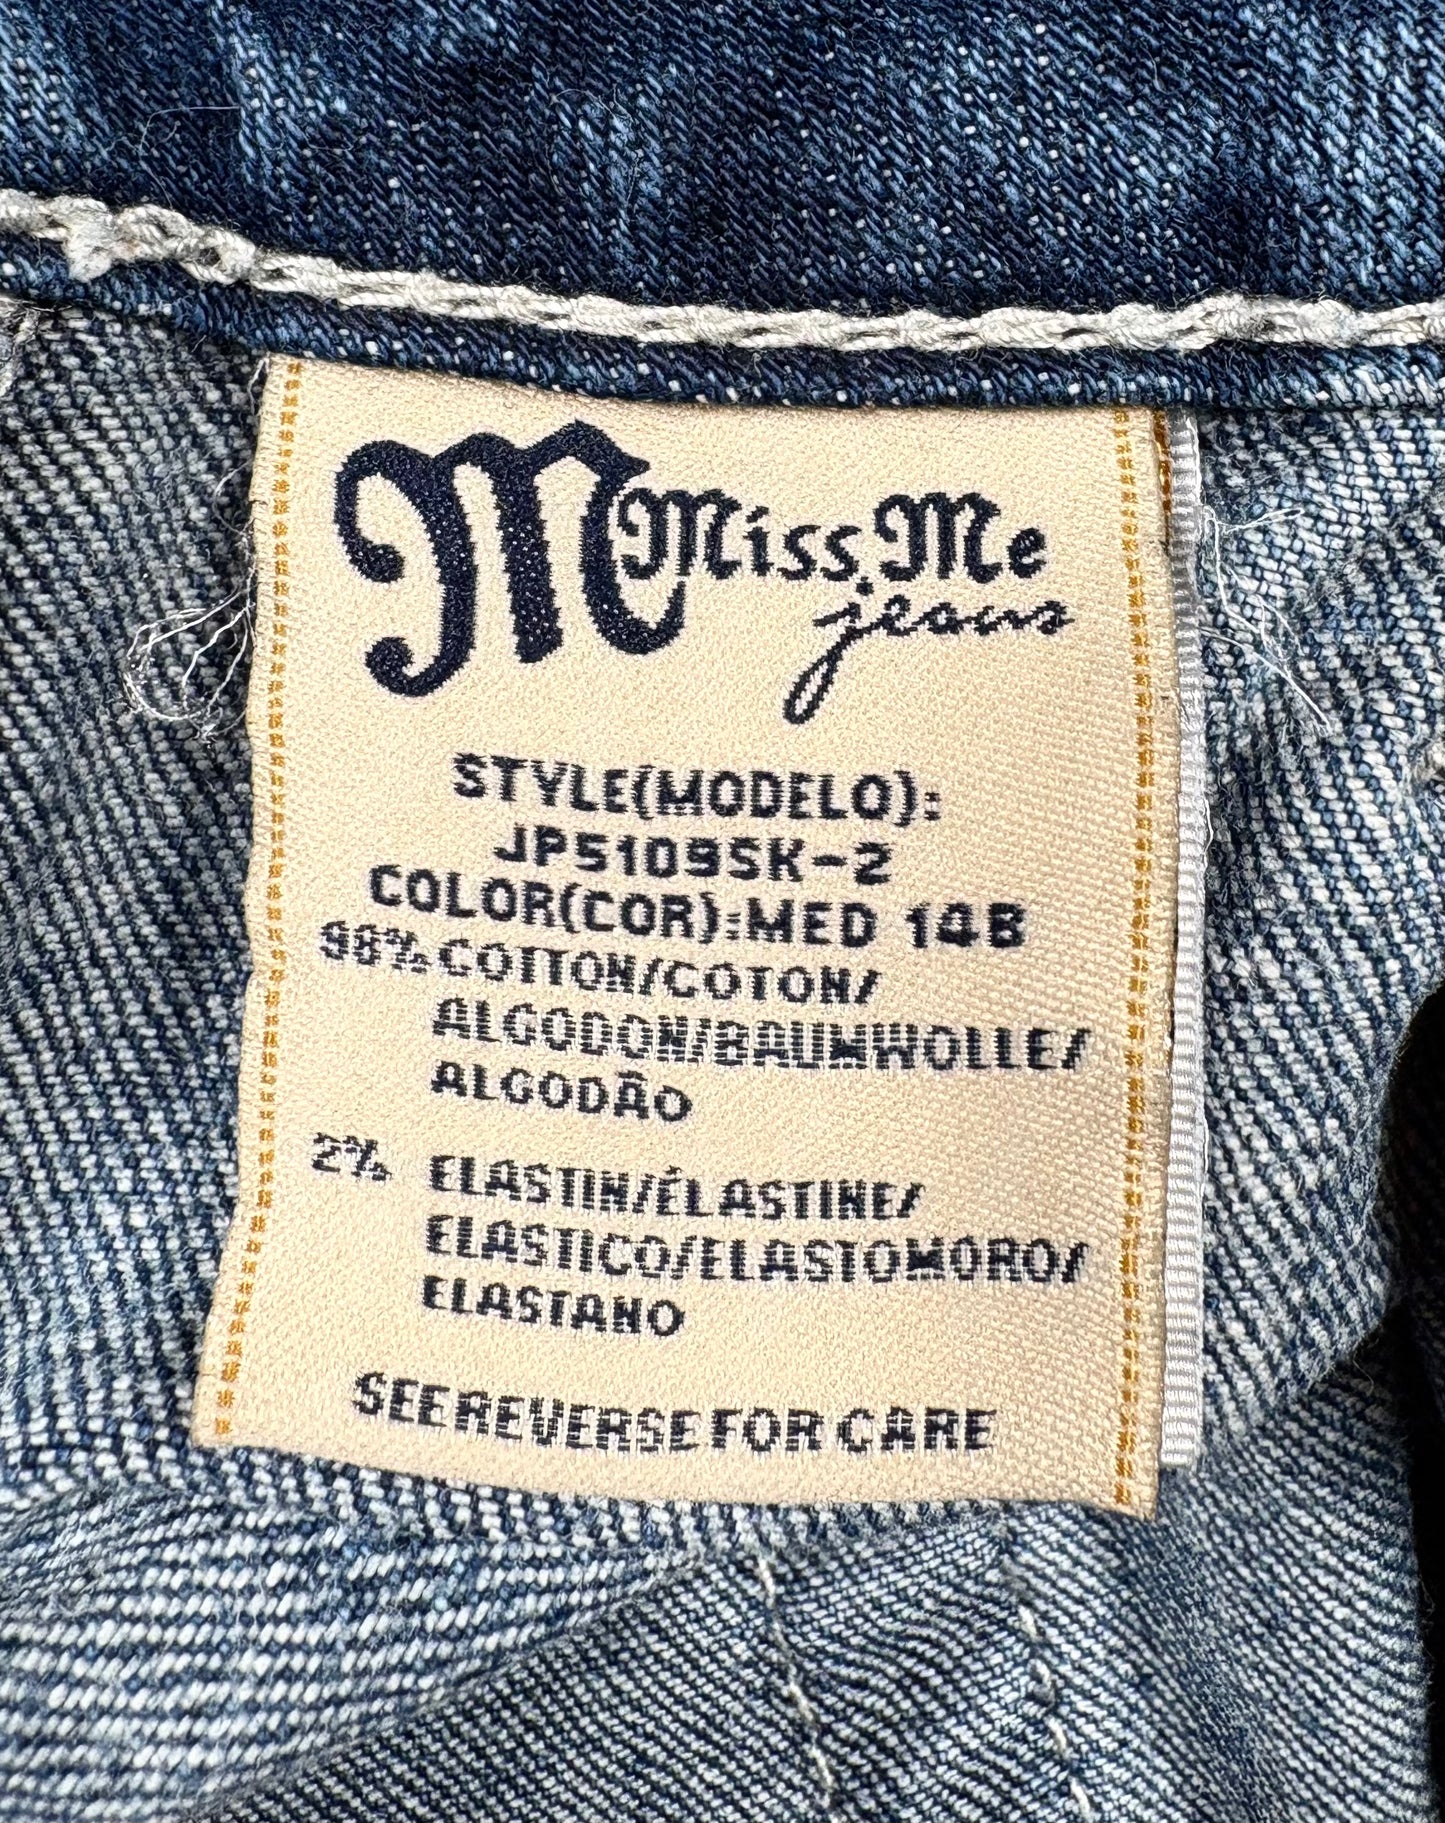 M Miss Me
jeans
STYLE(MODELO):
JP5109SK-2
COLOR(COR):MED 14B
98% COTTON/COTON/
ALGODON/BAUMWOLLE/
ALGODÃO
2% ELASTIN/ÉLASTINE/
ELASTICO/ELASTOMORO/
ELASTANO
SEE REVERSE FOR CARE